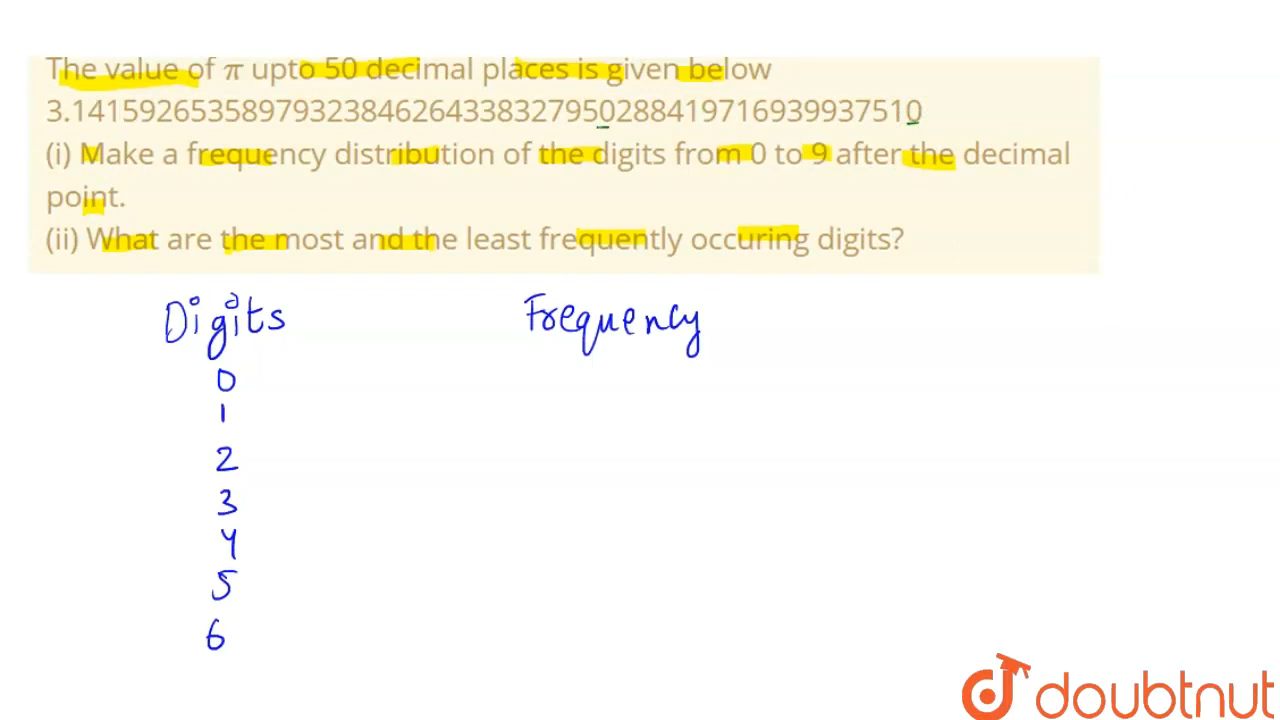 The value of π upto 50 decimal places is given below
3.14159265358979323846264338327950288419716939937510
(i) Make a frequency distribution of the digits from 0 to 9 after the decimal
point.
(ii) What are the most and the least frequently occuring digits?
Digits Frequency
0
1
2
3
4
5
6
doubtnut